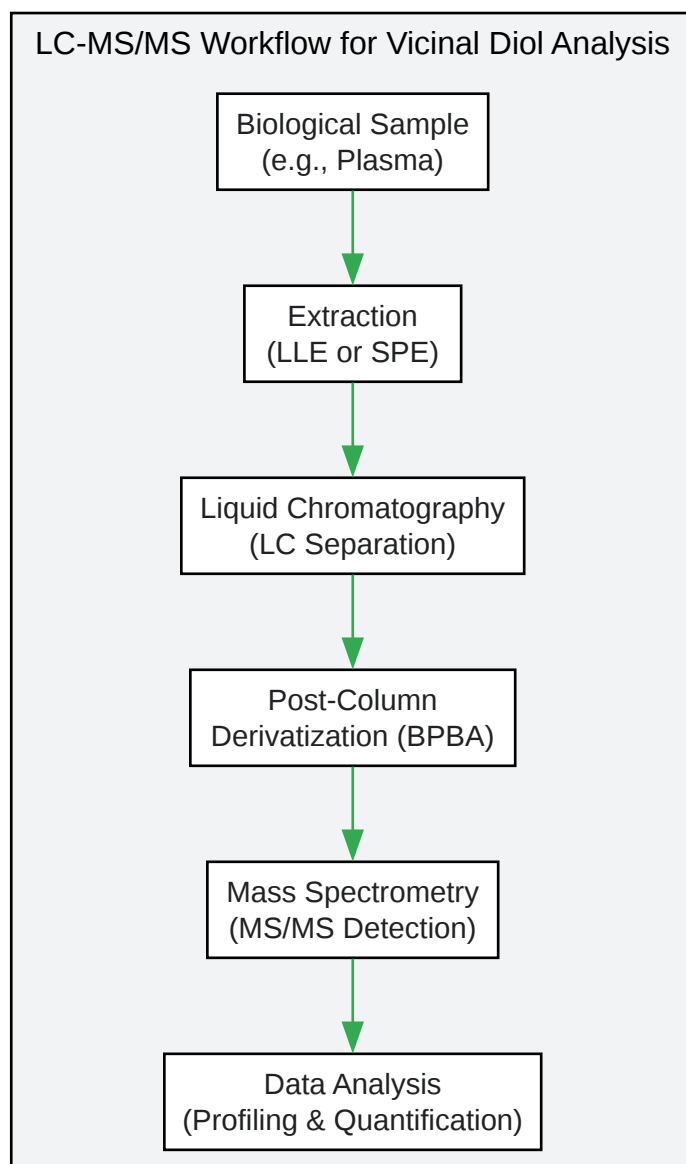 LC-MS/MS Workflow for Vicinal Diol Analysis
Biological Sample
(e.g., Plasma)
Extraction
(LLE or SPE)
Liquid Chromatography
(LC Separation)
Post-Column
Derivatization (BPBA)
Mass Spectrometry
(MS/MS Detection)
Data Analysis
(Profiling & Quantification)